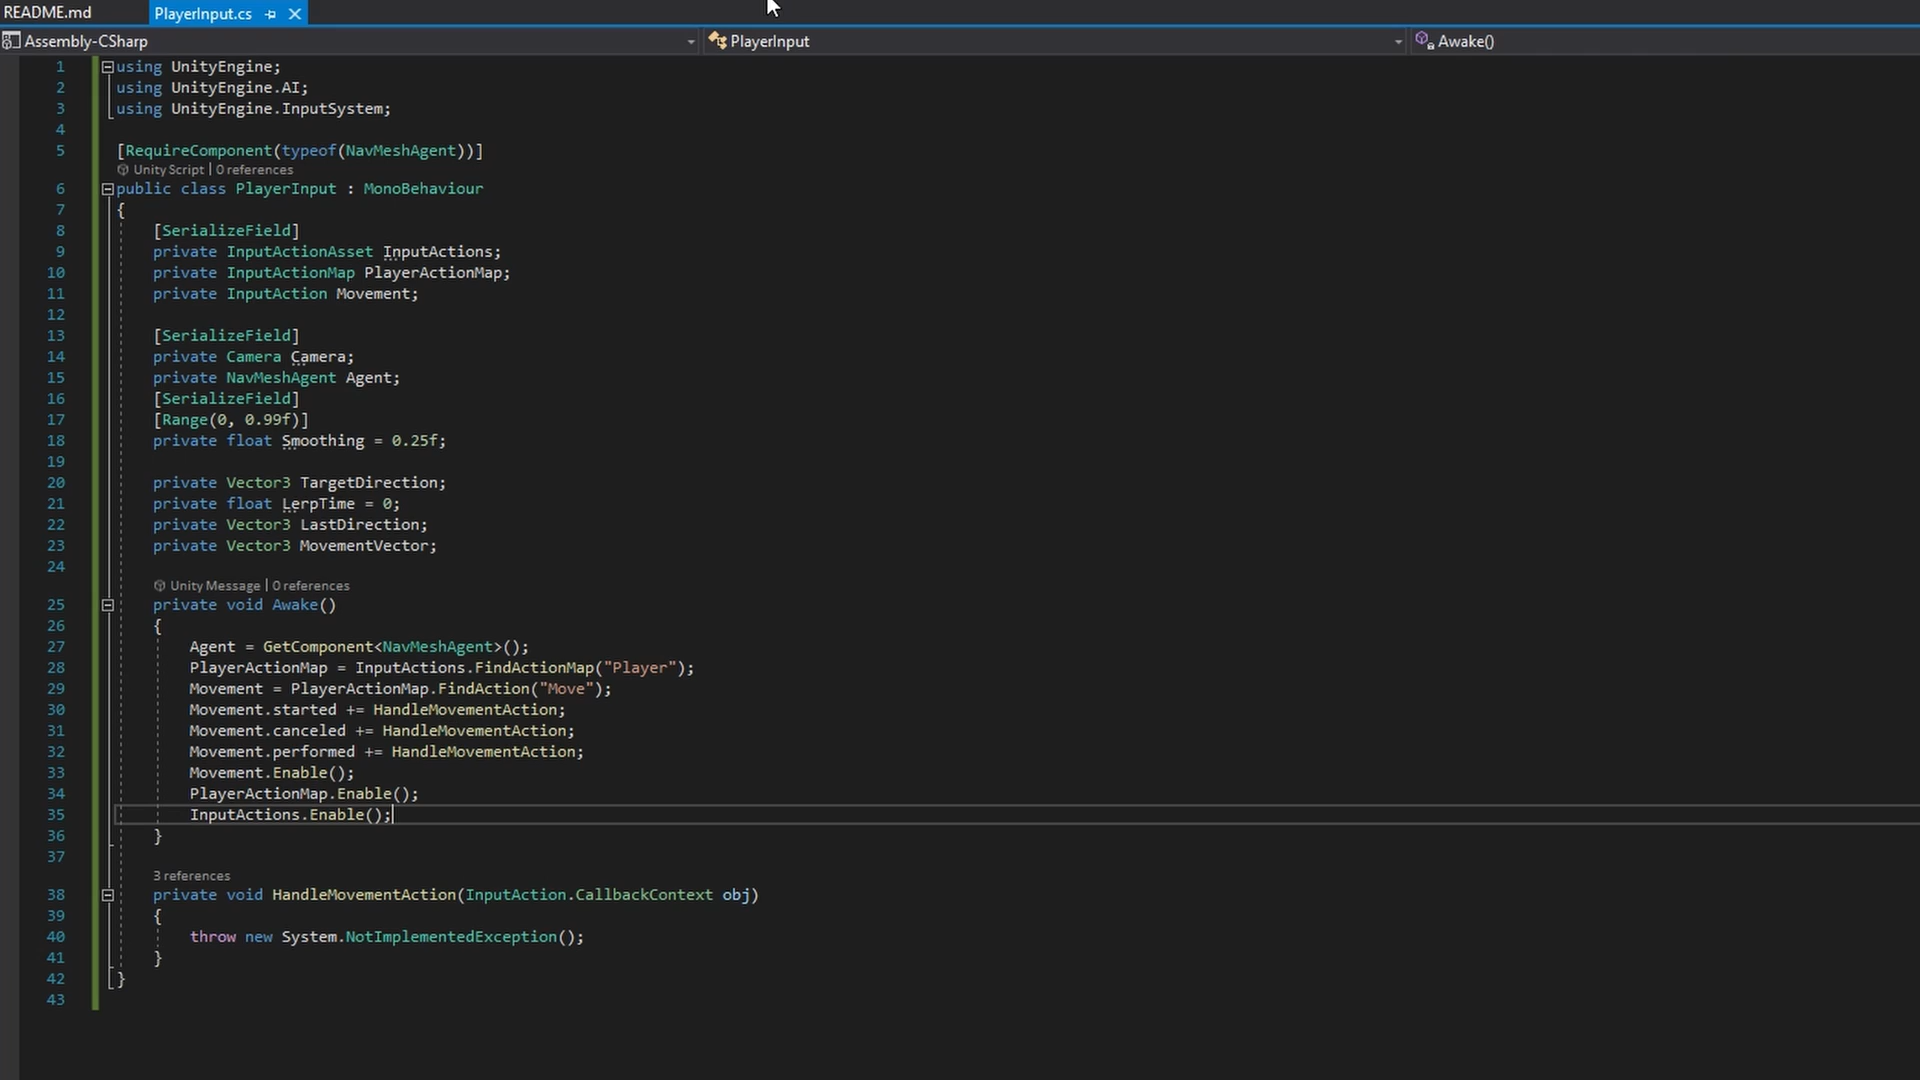 README.md PlayerInput.cs
Assembly-CSharp PlayerInput Awake()
1 using UnityEngine;
2 using UnityEngine.AI;
3 using UnityEngine.InputSystem;
4
5 [RequireComponent(typeof(NavMeshAgent))]
Unity Script | 0 references
6 public class PlayerInput : MonoBehaviour
7 {
8 [SerializeField]
9 private InputActionAsset InputActions;
10 private InputActionMap PlayerActionMap;
11 private InputAction Movement;
12
13 [SerializeField]
14 private Camera Camera;
15 private NavMeshAgent Agent;
16 [SerializeField]
17 [Range(0, 0.99f)]
18 private float Smoothing = 0.25f;
19
20 private Vector3 TargetDirection;
21 private float LerpTime = 0;
22 private Vector3 LastDirection;
23 private Vector3 MovementVector;
24
Unity Message | 0 references
25 private void Awake()
26 {
27 Agent = GetComponent<NavMeshAgent>();
28 PlayerActionMap = InputActions.FindActionMap("Player");
29 Movement = PlayerActionMap.FindAction("Move");
30 Movement.started += HandleMovementAction;
31 Movement.canceled += HandleMovementAction;
32 Movement.performed += HandleMovementAction;
33 Movement.Enable();
34 PlayerActionMap.Enable();
35 InputActions.Enable();
36 }
37
3 references
38 private void HandleMovementAction(InputAction.CallbackContext obj)
39 {
40 throw new System.NotImplementedException();
41 }
42 }
43